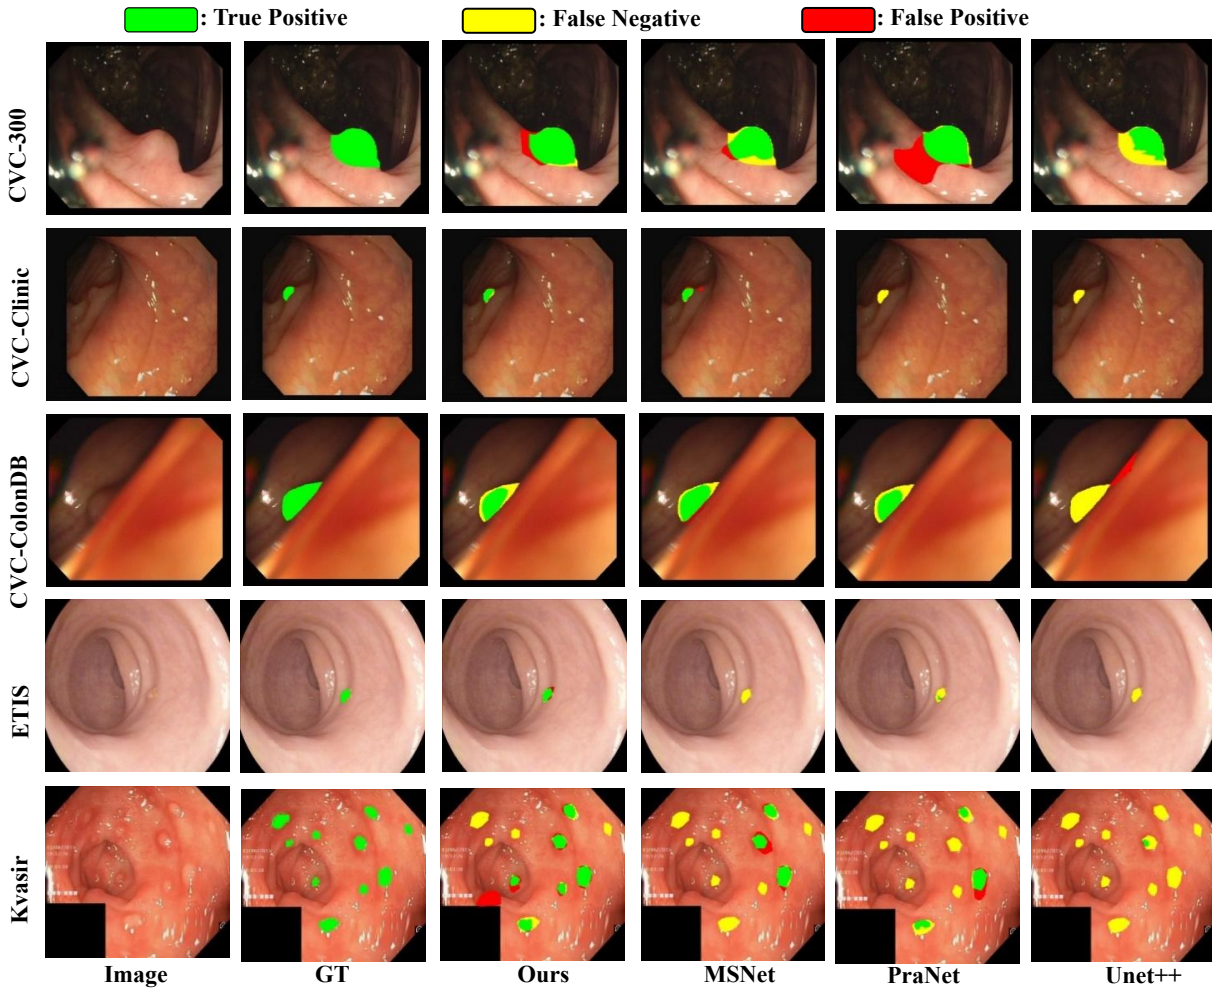 : True Positive : False Negative : False Positive
CVC-300
CVC-Clinic
CVC-ColonDB
ETIS
Kvasir
Image GT Ours MSNet PraNet Unet++